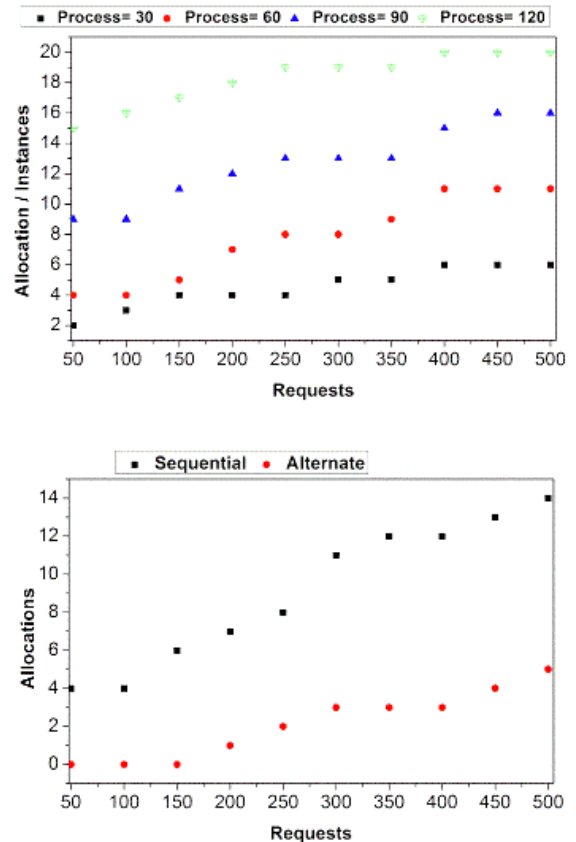 Process= 30 Process= 60 Process= 90 Process= 120
20
18
16
14
12
10
8
6
4
2
Allocation / Instances
50 100 150 200 250 300 350 400 450 500
Requests
Sequential Alternate
14
12
10
8
6
4
2
0
Allocations
50 100 150 200 250 300 350 400 450 500
Requests